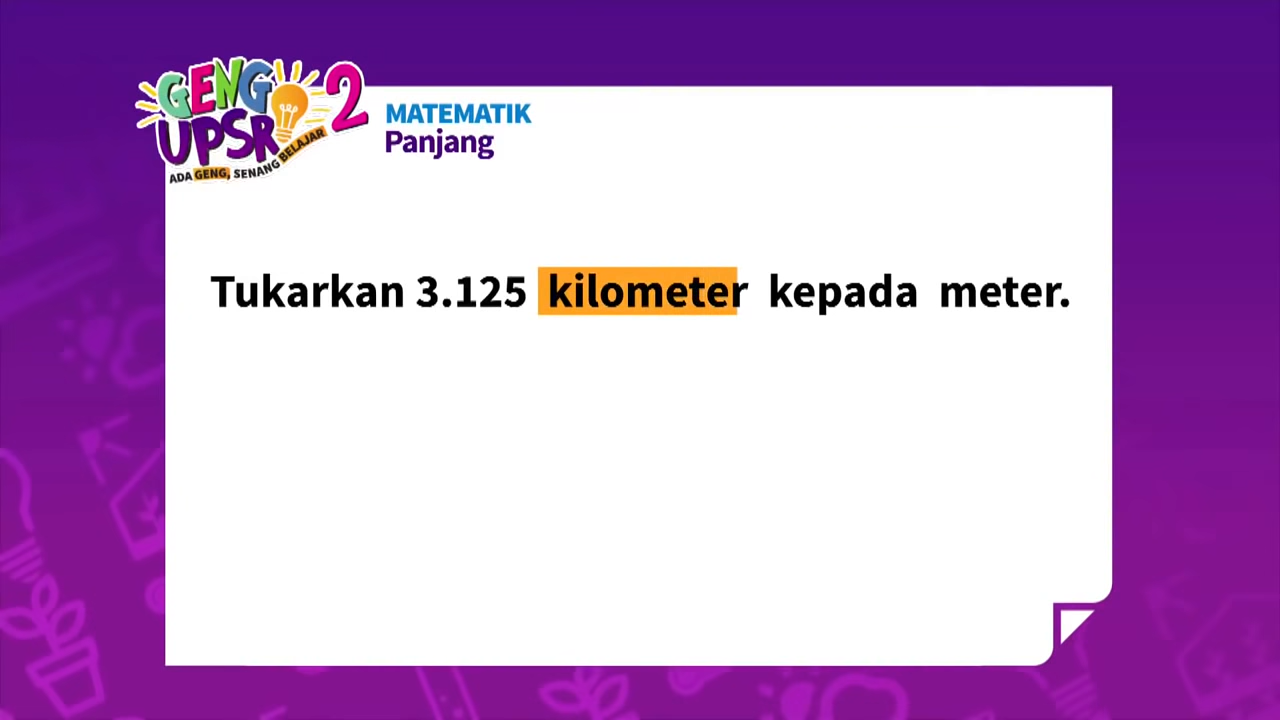 GENG
UPSR 2
ADA GENG, SENANG BELAJAR
MATEMATIK
Panjang
Tukarkan 3.125 kilometer kepada meter.